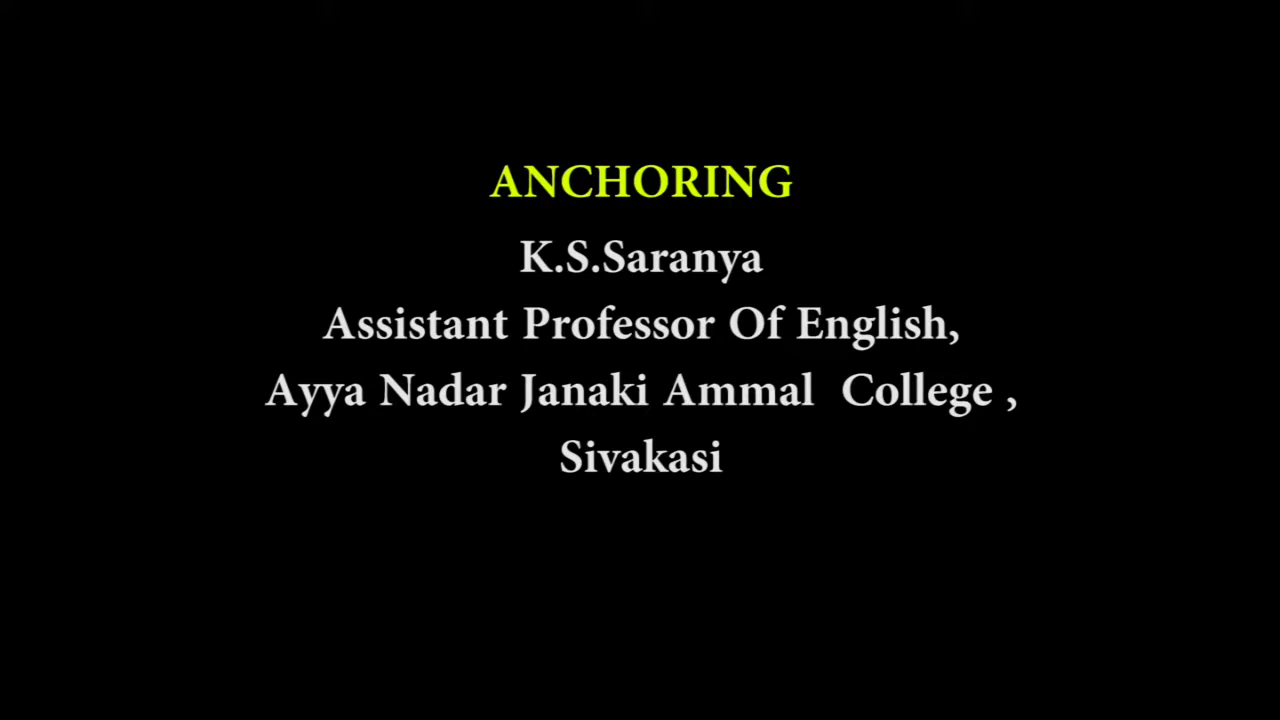 ANCHORING
K.S.Saranya
Assistant Professor Of English,
Ayya Nadar Janaki Ammal  College ,
Sivakasi